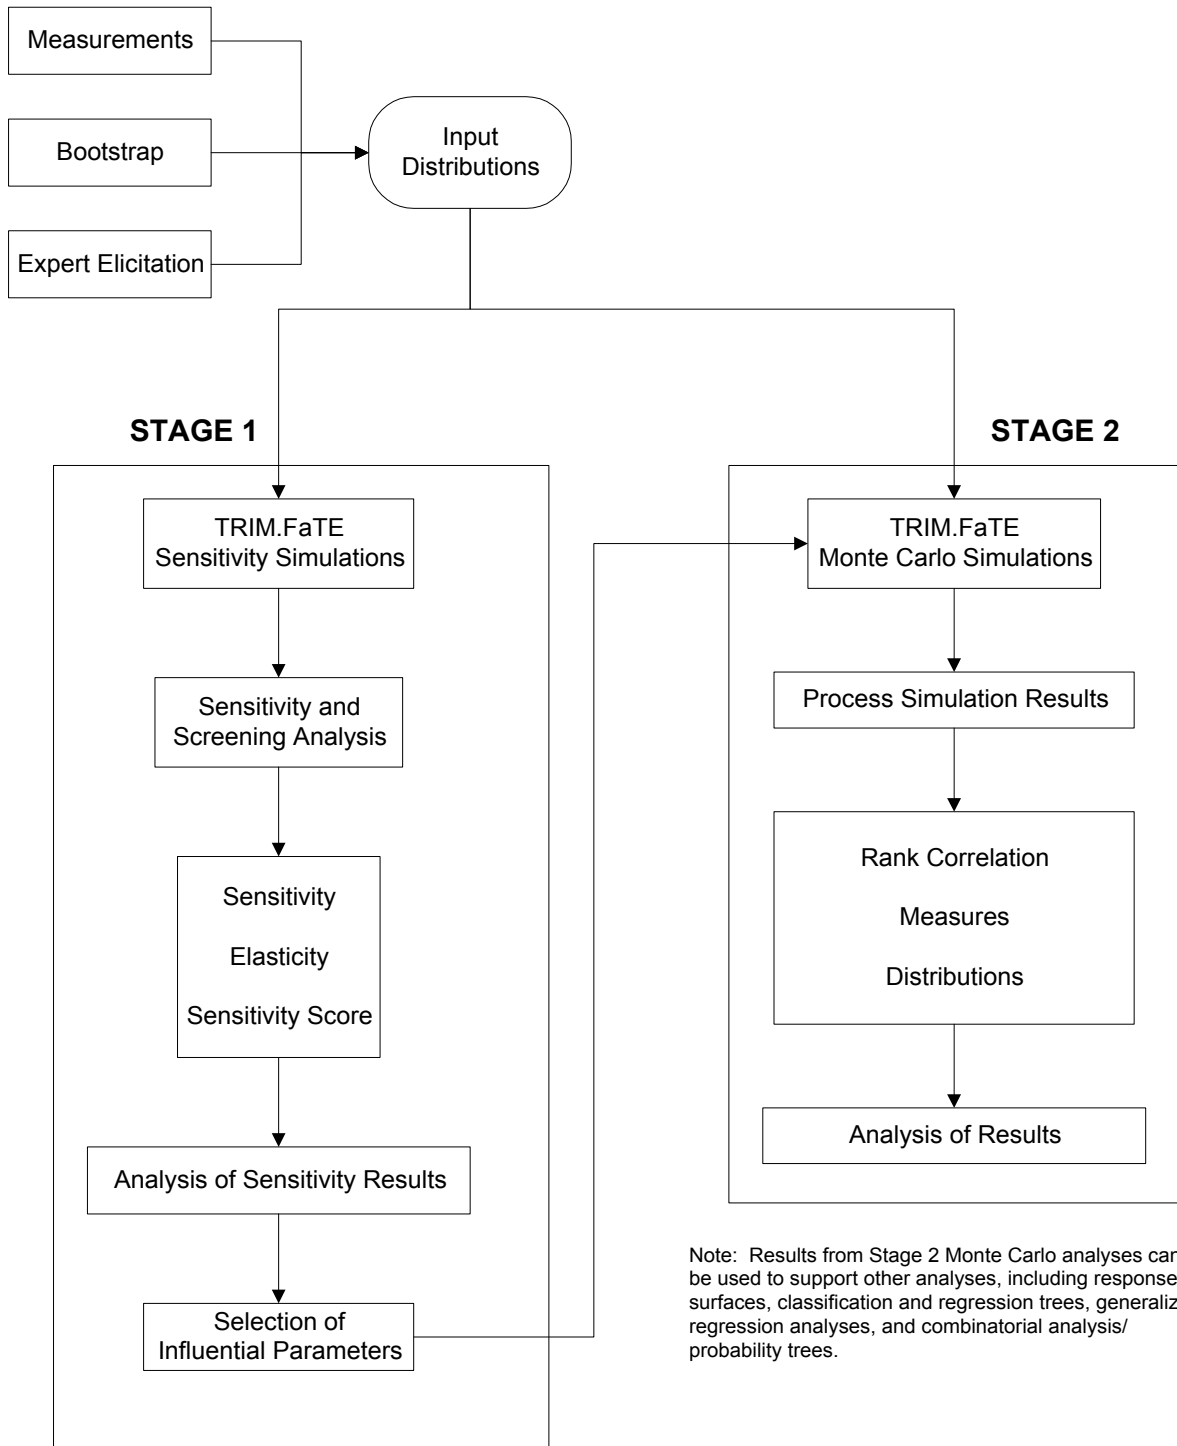 Measurements
Bootstrap
Expert Elicitation
Input
Distributions
STAGE 1
TRIM.FaTE
Sensitivity Simulations
Sensitivity and
Screening Analysis
Sensitivity
Elasticity
Sensitivity Score
Analysis of Sensitivity Results
Selection of
Influential Parameters
STAGE 2
TRIM.FaTE
Monte Carlo Simulations
Process Simulation Results
Rank Correlation
Measures
Distributions
Analysis of Results
Note: Results from Stage 2 Monte Carlo analyses can
be used to support other analyses, including response
surfaces, classification and regression trees,
regression analyses, and combinatorial analysis/
probability trees.